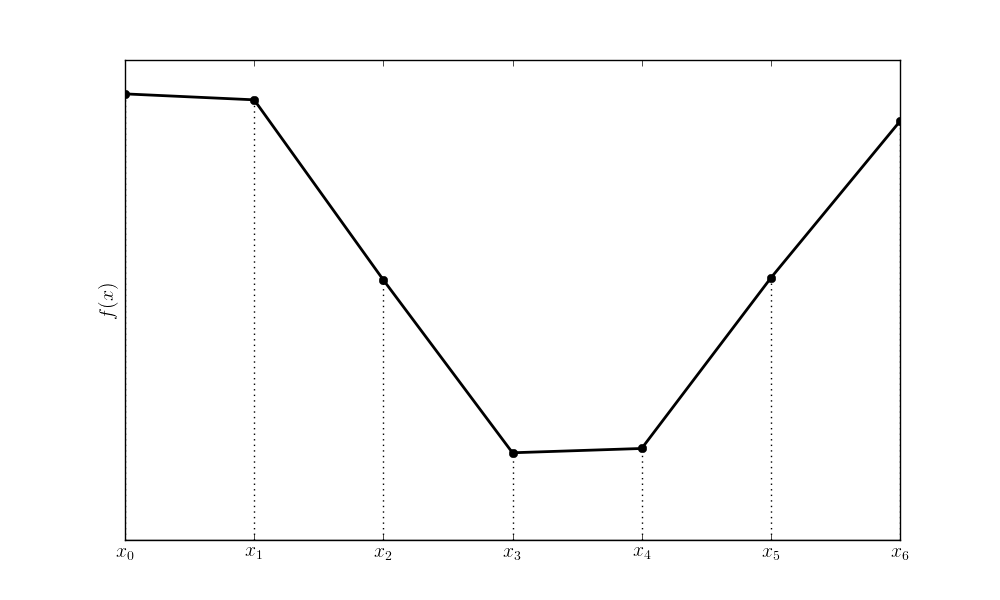 f(x)
x₀ x₁ x₂ x₃ x₄ x₅ x₆